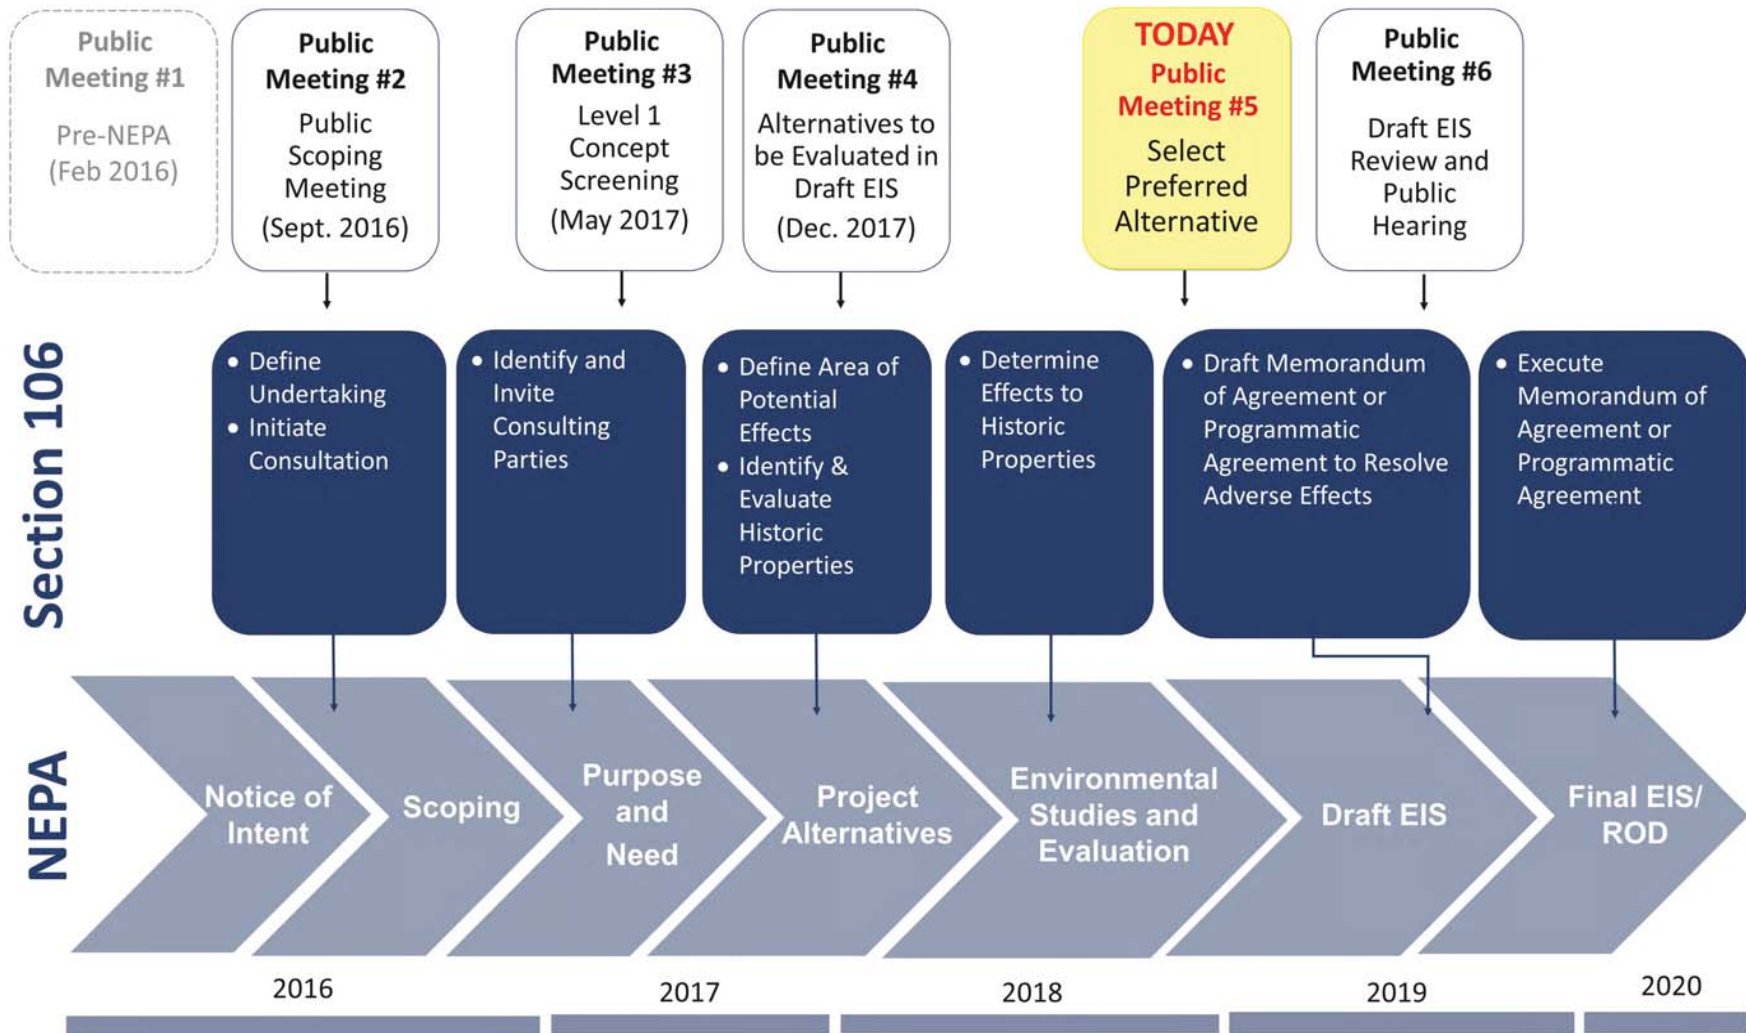 Public
Meeting #1
Pre-NEPA
(Feb 2016)
Public
Meeting #2
Public
Scoping
Meeting
(Sept. 2016)
Public
Meeting #3
Level 1
Concept
Screening
(May 2017)
Public
Meeting #4
Alternatives to
be Evaluated in
Draft EIS
(Dec. 2017)
TODAY
Public
Meeting #5
Select
Preferred
Alternative
Public
Meeting #6
Draft EIS
Review and
Public
Hearing
Section 106
• Define
Undertaking
• Initiate
Consultation
• Identify and
Invite
Consulting
Parties
• Define Area of
Potential
Effects
• Identify &
Evaluate
Historic
Properties
• Determine
Effects to
Historic
Properties
• Draft Memorandum
of Agreement or
Programmatic
Agreement to Resolve
Adverse Effects
• Execute
Memorandum of
Agreement or
Programmatic
Agreement
NEPA
Notice of
Intent
Scoping
Purpose
and
Need
Project
Alternatives
Environmental
Studies and
Evaluation
Draft EIS
Final EIS/
ROD
2016
2017
2018
2019
2020